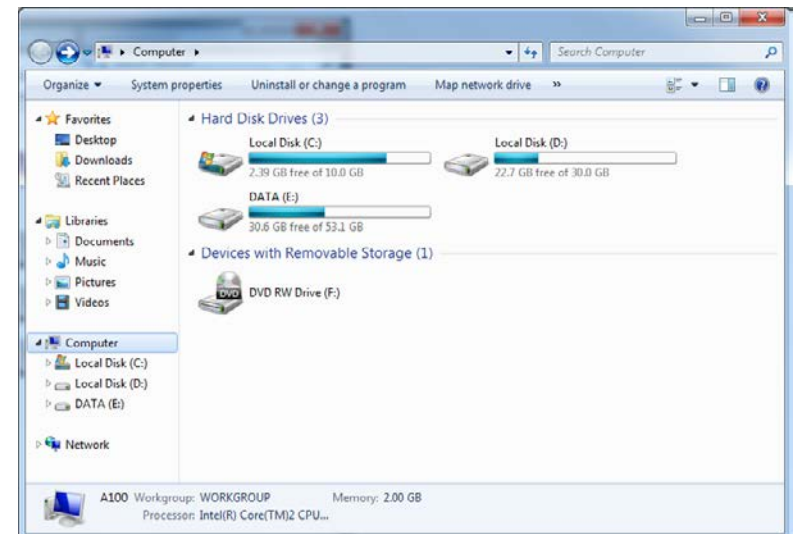 Computer
Search Computer
Organize
System properties
Uninstall or change a program
Map network drive
»
Favorites
Desktop
Downloads
Recent Places
Libraries
Documents
Music
Pictures
Videos
Computer
Local Disk (C:)
Local Disk (D:)
DATA (E:)
Network
Hard Disk Drives (3)
Local Disk (C:)
2.39 GB free of 10.0 GB
Local Disk (D:)
22.7 GB free of 30.0 GB
DATA (E:)
30.6 GB free of 53.1 GB
Devices with Removable Storage (1)
DVD
DVD RW Drive (F:)
A100 Workgroup: WORKGROUP Memory: 2.00 GB
Processor: Intel(R) Core(TM)2 CPU...